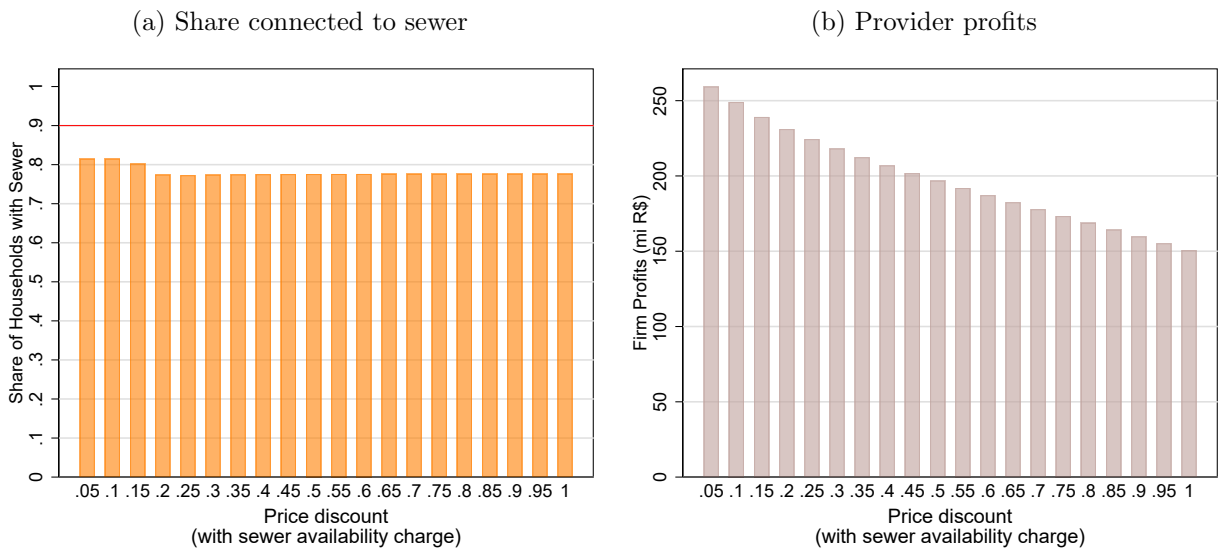 (a) Share connected to sewer
Share of Households with Sewer
0 .1 .2 .3 .4 .5 .6 .7 .8 .9 1
.05 .1 .15 .2 .25 .3 .35 .4 .45 .5 .55 .6 .65 .7 .75 .8 .85 .9 .95 1
Price discount
(with sewer availability charge)
(b) Provider profits
Firm Profits (mi R$)
0 50 100 150 200 250
.05 .1 .15 .2 .25 .3 .35 .4 .45 .5 .55 .6 .65 .7 .75 .8 .85 .9 .95 1
Price discount
(with sewer availability charge)